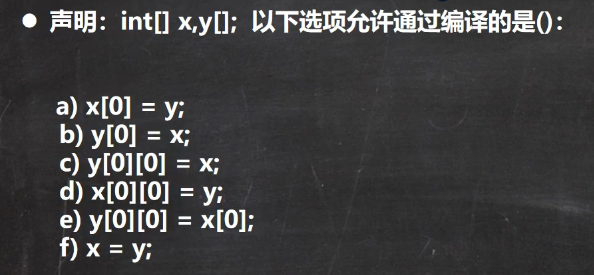 ● 声明：int[] x,y[]; 以下选项允许通过编译的是()：
a) x[0] = y;
b) y[0] = x;
c) y[0][0] = x;
d) x[0][0] = y;
e) y[0][0] = x[0];
f) x = y;